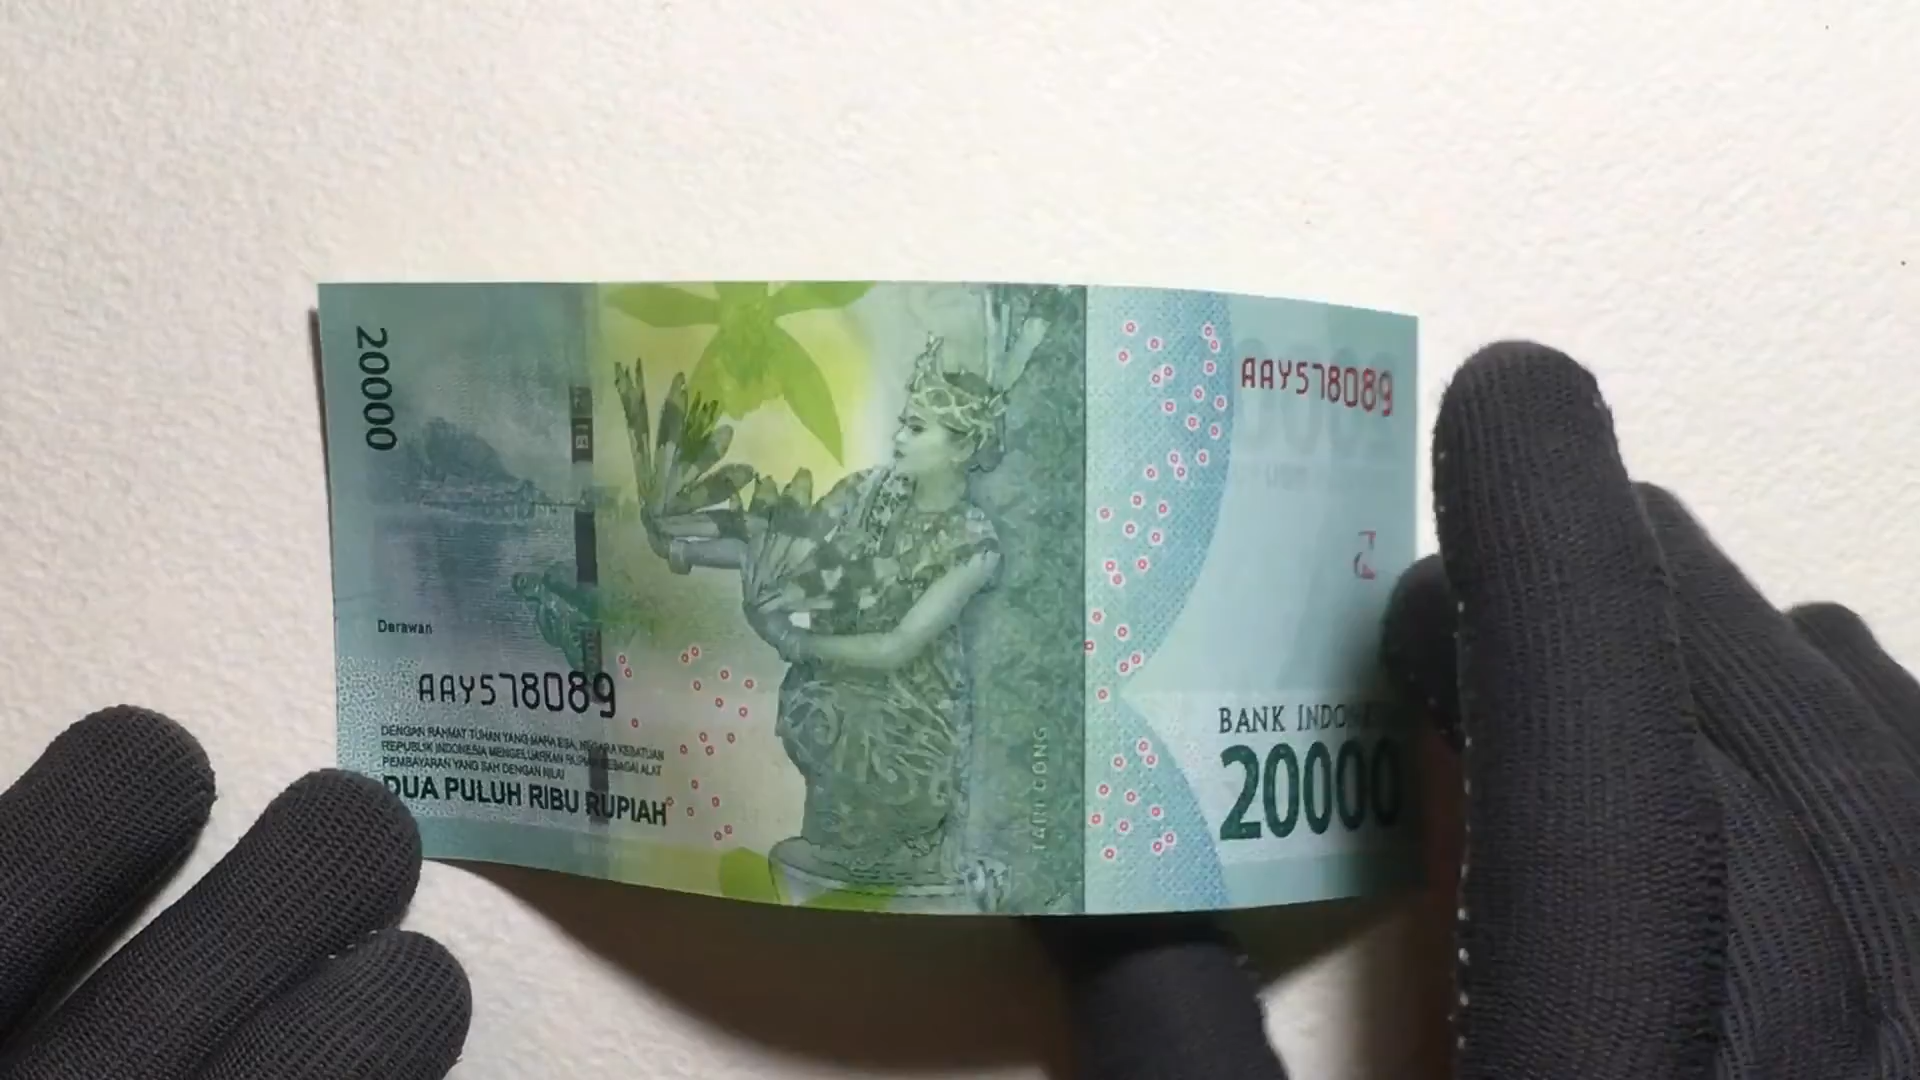 20000
AAY578089
Derawan
AAY578089
DENGAN RAHMAT TUHAN YANG MAHA ESA, NEGARA KESATUAN
REPUBLIK INDONESIA MENGELUARKAN RUPIAH SEBAGAI ALAT
PEMBAYARAN YANG SAH DENGAN NILAI
DUA PULUH RIBU RUPIAH
TARI GONG
BANK INDO
20000